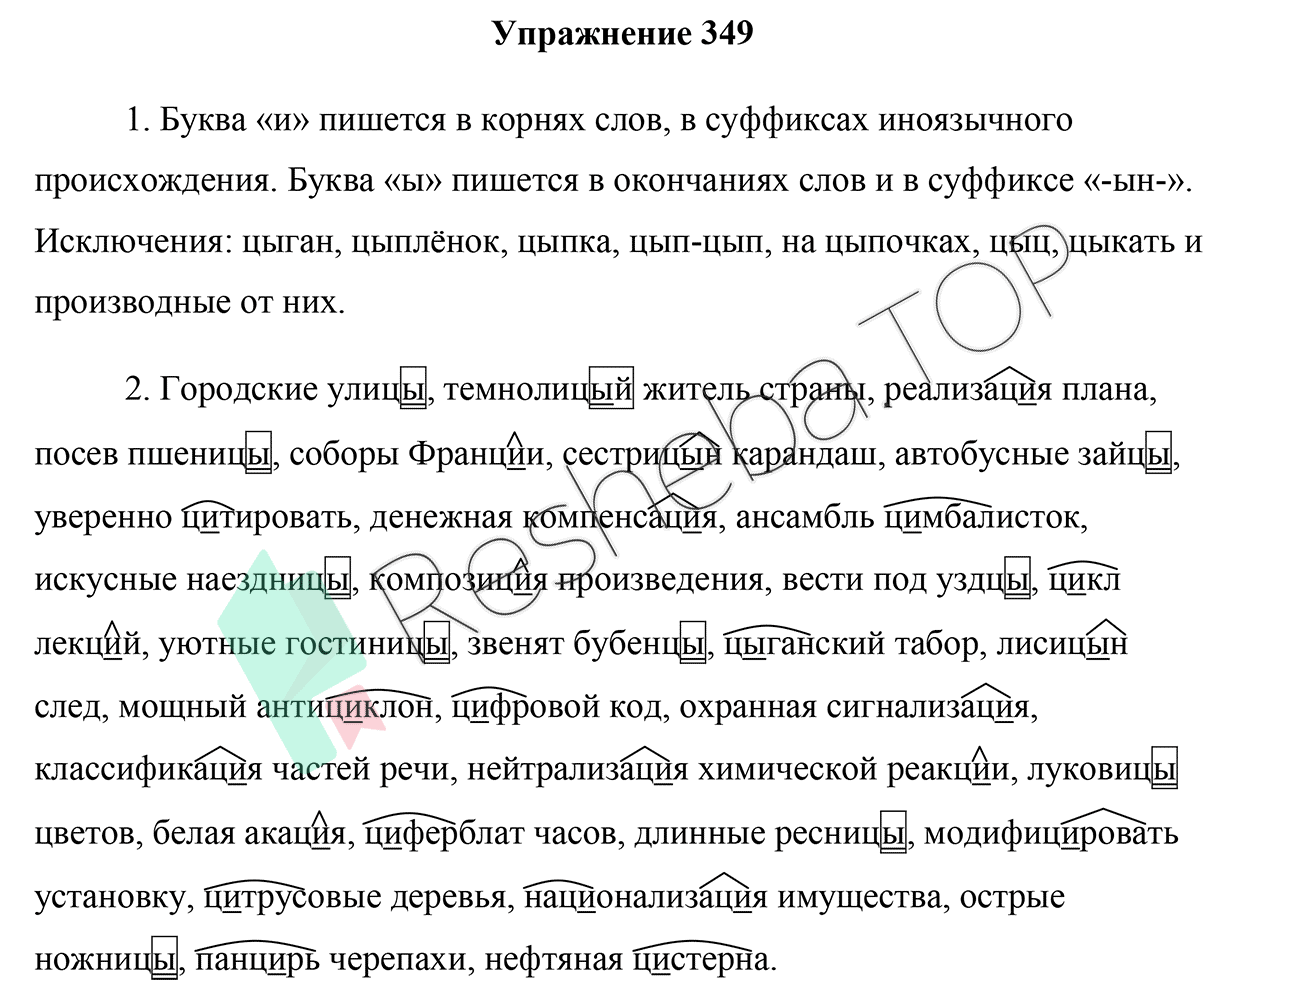 Упражнение 349
1. Буква «и» пишется в корнях слов, в суффиксах иноязычного
происхождения. Буква «ы» пишется в окончаниях слов и в суффиксе «-ын-».
Исключения: цыган, цыплёнок, цыпка, цып-цып, на цыпочках, цыц, цыкать и
производные от них.
2. Городские улицы, темнолицый житель страны, реализация плана,
посев пшеницы, соборы Франции, сестрицын карандаш, автобусные зайцы,
уверенно цитировать, денежная компенсация, ансамбль цимбалисток,
искусные наездницы, композиция произведения, вести под уздцы, цикл
лекций, уютные гостиницы, звенят бубенцы, цыганский табор, лисицын
след, мощный антициклон, цифровой код, охранная сигнализация,
классификация частей речи, нейтрализация химической реакции, луковицы
цветов, белая акация, циферблат часов, длинные ресницы, модифицировать
установку, цитрусовые деревья, национализация имущества, острые
ножницы, панцирь черепахи, нефтяная цистерна.
Resheba.TOP